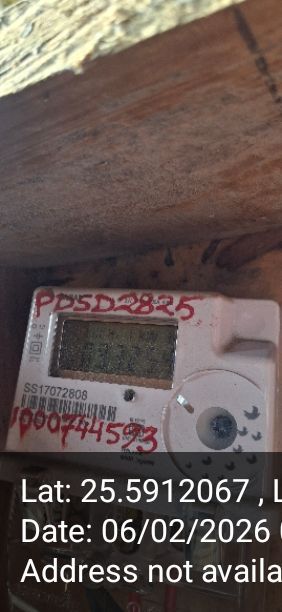 PDSD2825
SS17072808
1000744593
Lat: 25.5912067 , L
Date: 06/02/2026
Address not availa